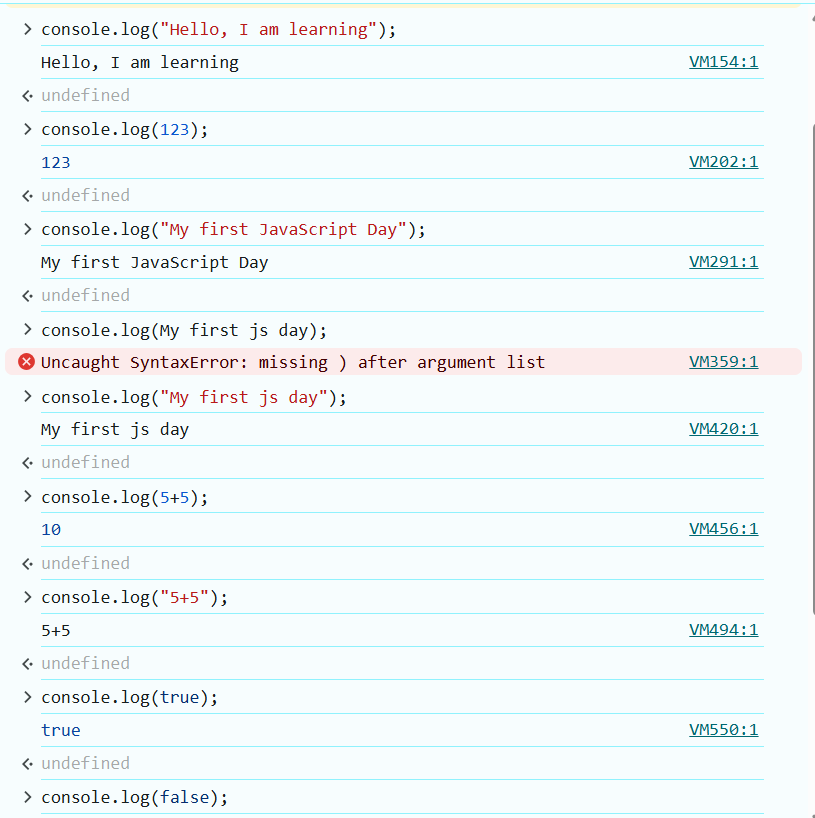 console.log("Hello, I am learning");
Hello, I am learning VM154:1
undefined
console.log(123);
123 VM202:1
undefined
console.log("My first JavaScript Day");
My first JavaScript Day VM291:1
undefined
console.log(My first js day);
Uncaught SyntaxError: missing ) after argument list VM359:1
console.log("My first js day");
My first js day VM420:1
undefined
console.log(5+5);
10 VM456:1
undefined
console.log("5+5");
5+5 VM494:1
undefined
console.log(true);
true VM550:1
undefined
console.log(false);